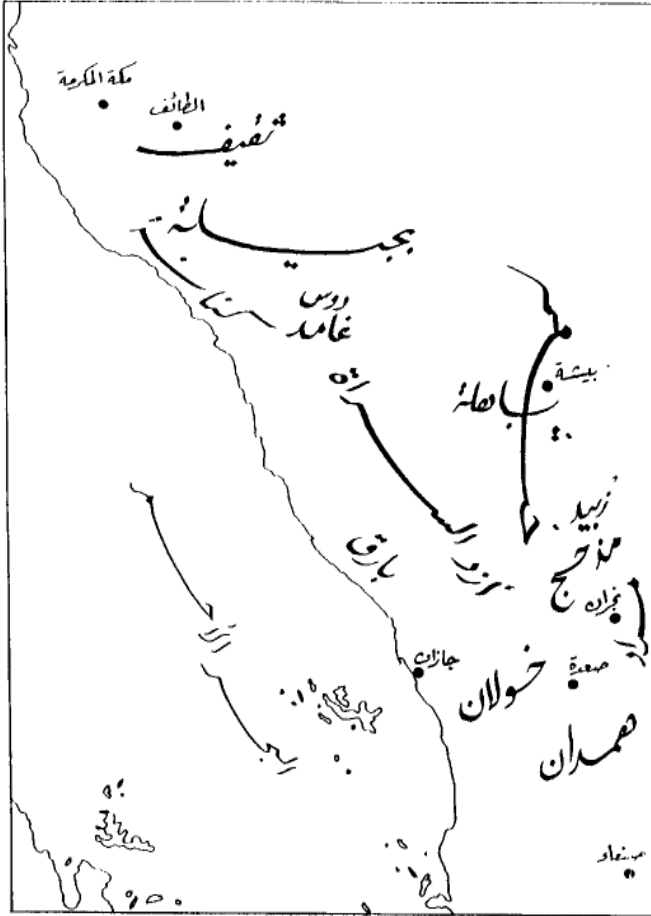 مكة المكرمة
الطائف
ثقيف
بجيلة
دوس
غامد
بيشة
باهلة
زبيد
مذحج
بارق
نجران
جازان
صعدة
خولان
همدان
صنعاء